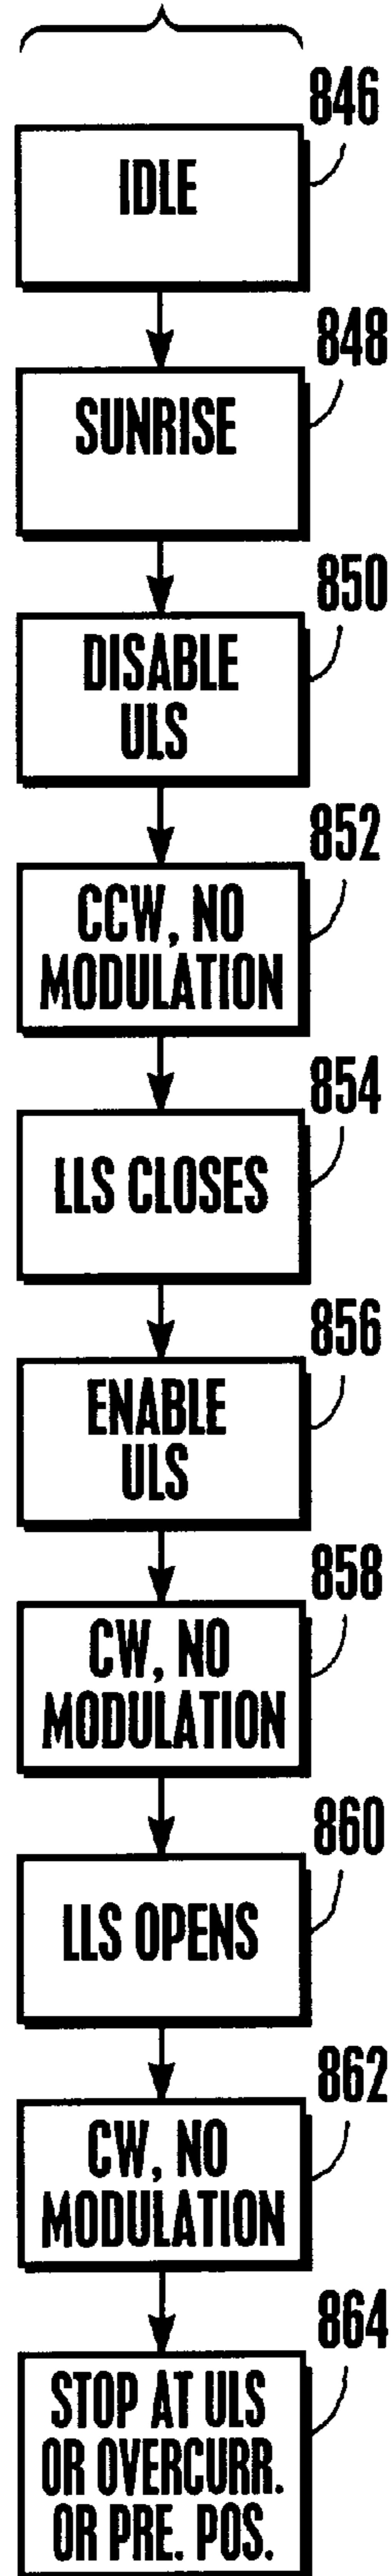 846
IDLE
848
SUNRISE
850
DISABLE
ULS
852
CCW, NO
MODULATION
854
LLS CLOSES
856
ENABLE
ULS
858
CW, NO
MODULATION
860
LLS OPENS
862
CW, NO
MODULATION
864
STOP AT ULS
OR OVERCURR.
OR PRE. POS.